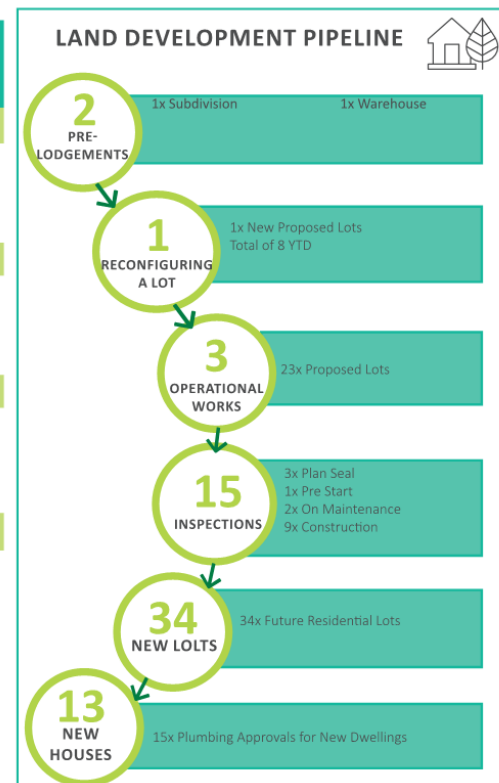 LAND DEVELOPMENT PIPELINE
2
PRE-
LODGEMENTS
1x Subdivision
1x Warehouse
1
RECONFIGURING
A LOT
1x New Proposed Lots
Total of 8 YTD
3
OPERATIONAL
WORKS
23x Proposed Lots
15
INSPECTIONS
3x Plan Seal
1x Pre Start
2x On Maintenance
9x Construction
34
NEW LOLTS
34x Future Residential Lots
13
NEW
HOUSES
15x Plumbing Approvals for New Dwellings